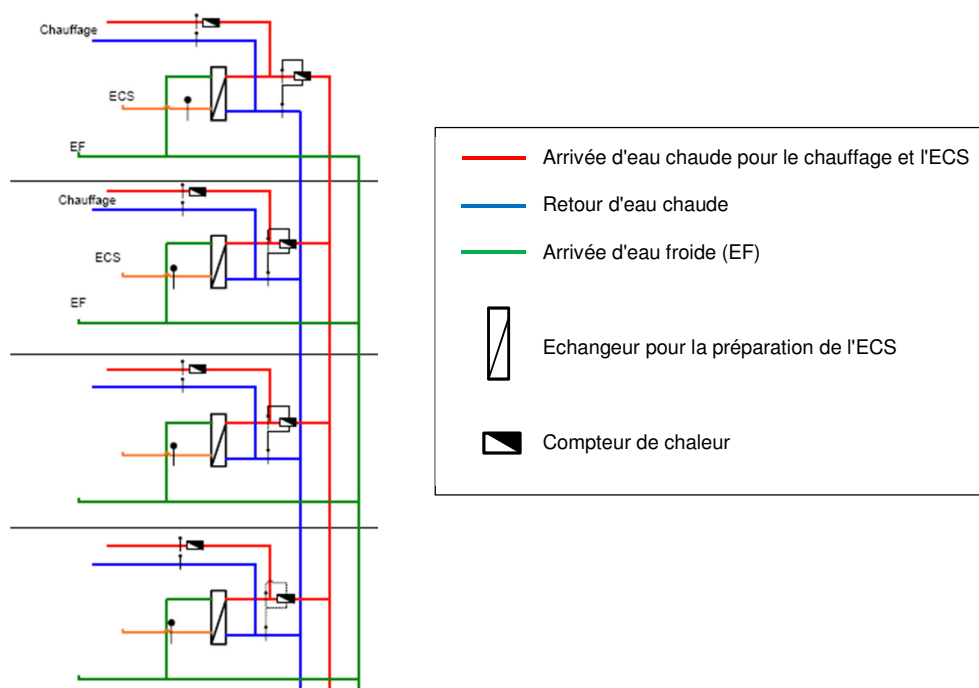 Chauffage
ECS
EF
Chauffage
ECS
EF
Arrivée d'eau chaude pour le chauffage et l'ECS
Retour d'eau chaude
Arrivée d'eau froide (EF)
Echangeur pour la préparation de l'ECS
Compteur de chaleur